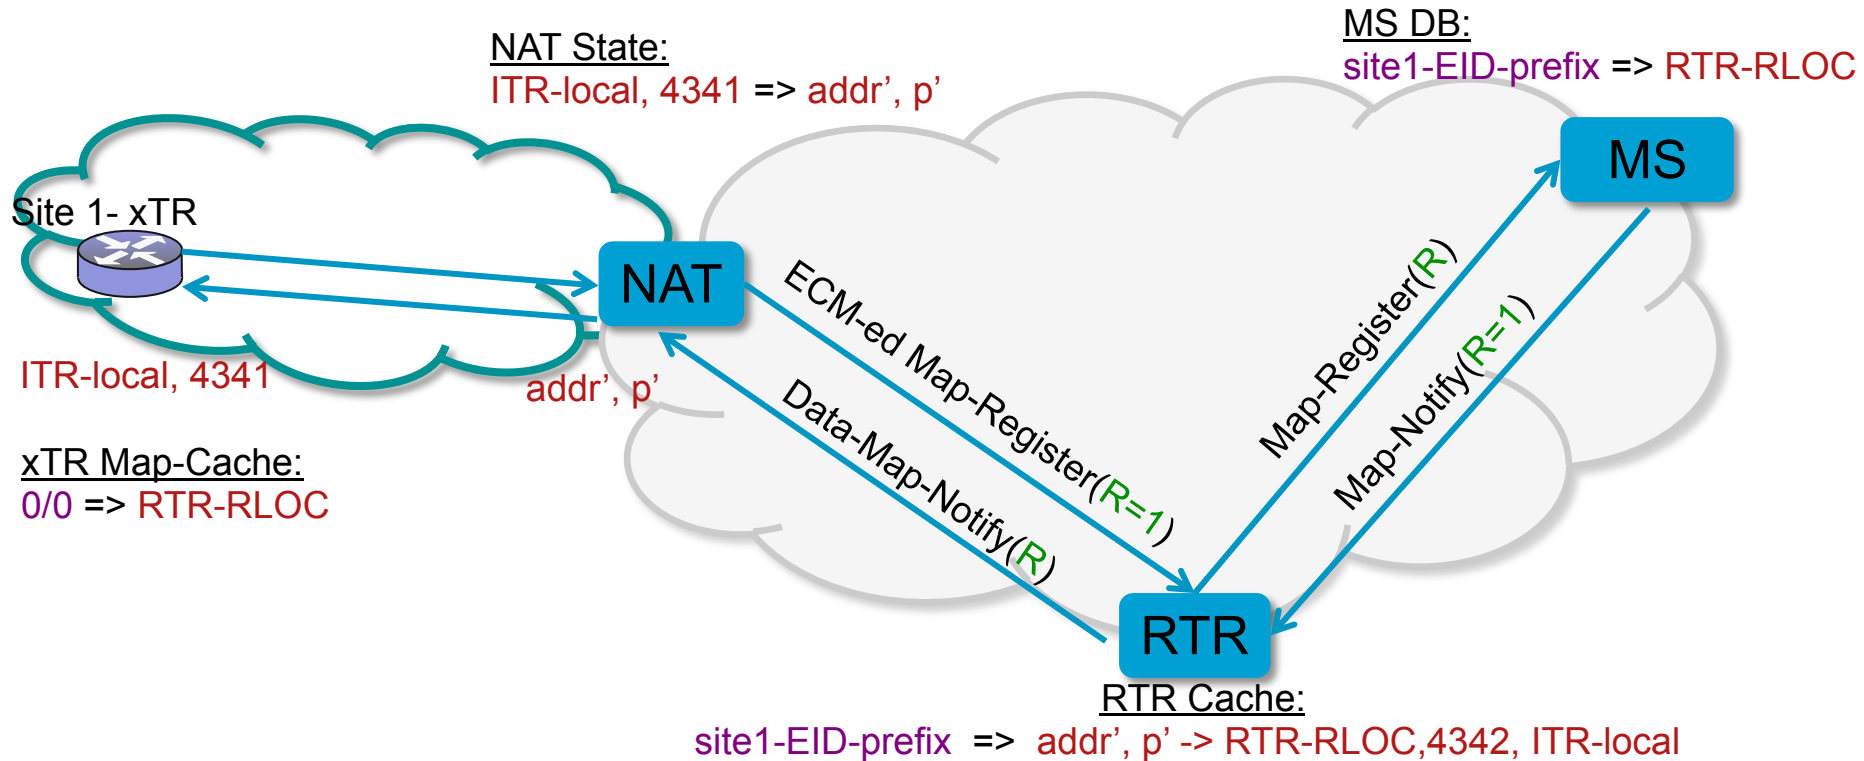 NAT State:
ITR-local, 4341 => addr’, p’
MS DB:
site1-EID-prefix => RTR-RLOC
MS
Site 1- xTR
NAT
ECM-ed Map-Register(R=1)
Data-Map-Notify(R)
Map-Register(R)
Map-Notify(R=1)
ITR-local, 4341
addr’, p’
xTR Map-Cache:
0/0 => RTR-RLOC
RTR
RTR Cache:
site1-EID-prefix => addr’, p’ -> RTR-RLOC,4342, ITR-local